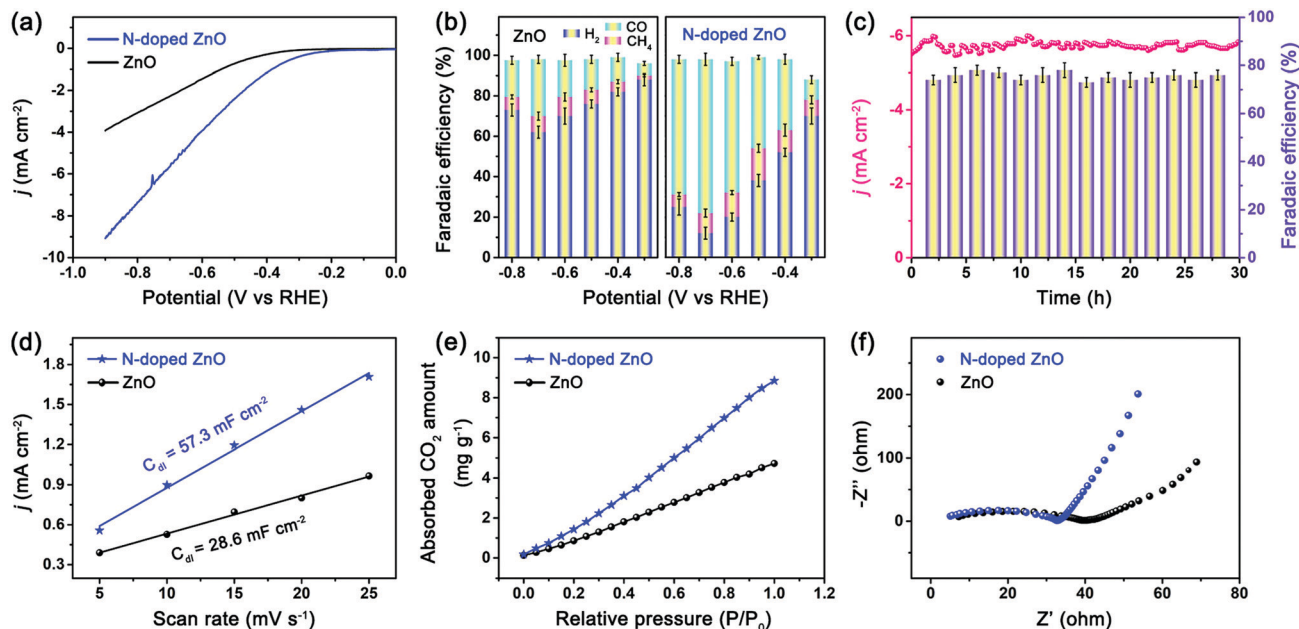 (a)
N-doped ZnO
ZnO
0
-2
-4
-6
-8
-10
-1.0 -0.8 -0.6 -0.4 -0.2 0.0
j (mA cm⁻²)
Potential (V vs RHE)
(b)
ZnO H₂ CO CH₄ N-doped ZnO
100
80
60
40
20
0
-0.8 -0.6 -0.4 -0.8 -0.6 -0.4
Faradaic efficiency (%)
Potential (V vs RHE)
(c)
-6
-4
-2
0
100
80
60
40
20
0
0 5 10 15 20 25 30
j (mA cm⁻²)
Faradaic efficiency (%)
Time (h)
(d)
N-doped ZnO
ZnO
1.8
1.5
1.2
0.9
0.6
0.3
C_dl = 57.3 mF cm⁻²
C_dl = 28.6 mF cm⁻²
5 10 15 20 25
j (mA cm⁻²)
Scan rate (mV s⁻¹)
(e)
N-doped ZnO
ZnO
10
8
6
4
2
0
0.0 0.2 0.4 0.6 0.8 1.0 1.2
Absorbed CO₂ amount
(mg g⁻¹)
Relative pressure (P/P₀)
(f)
N-doped ZnO
ZnO
200
100
0
0 20 40 60 80
-Z'' (ohm)
Z' (ohm)